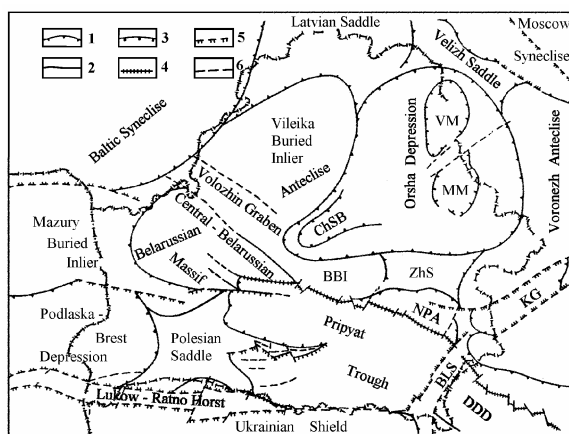 1
2
3
4
5
6
Latvian Saddle
Moscow
Syneclise
Velizh Saddle
Baltic Syneclise
Vileika
Buried
Inlier
Orsha Depression
VM
MM
Voronezh Anteclise
Volozhin Graben
Anteclise
ChSB
Central - Belarussian
Belarussian
Massif
Mazury
Buried
Inlier
BBI
ZhS
KG
NPA
Podlaska
Brest
Depression
Polesian
Saddle
Pripyat
Trough
BLS
DDD
Lukow - Ratno Horst
Ukrainian Shield